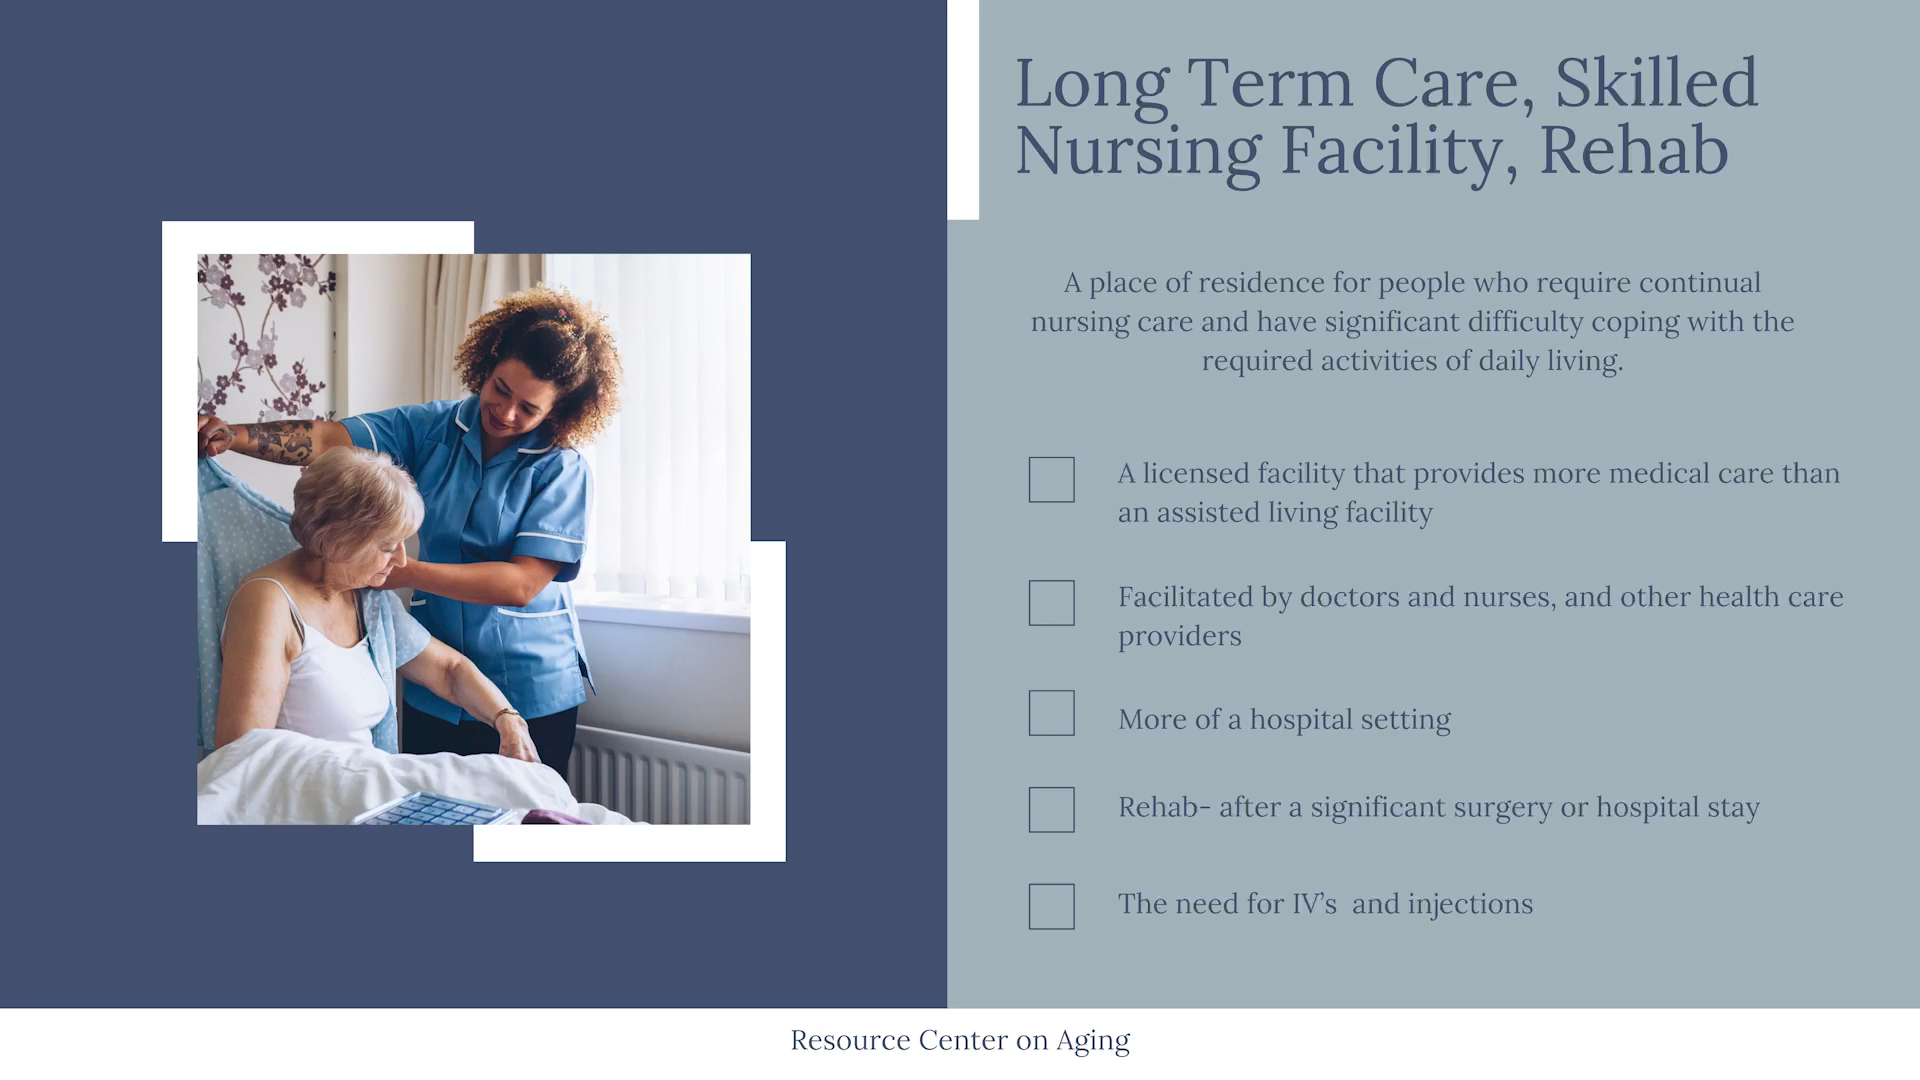 Long Term Care, Skilled
Nursing Facility, Rehab
A place of residence for people who require continual
nursing care and have significant difficulty coping with the
required activities of daily living.
A licensed facility that provides more medical care than
an assisted living facility
Facilitated by doctors and nurses, and other health care
providers
More of a hospital setting
Rehab- after a significant surgery or hospital stay
The need for IV’s  and injections
Resource Center on Aging